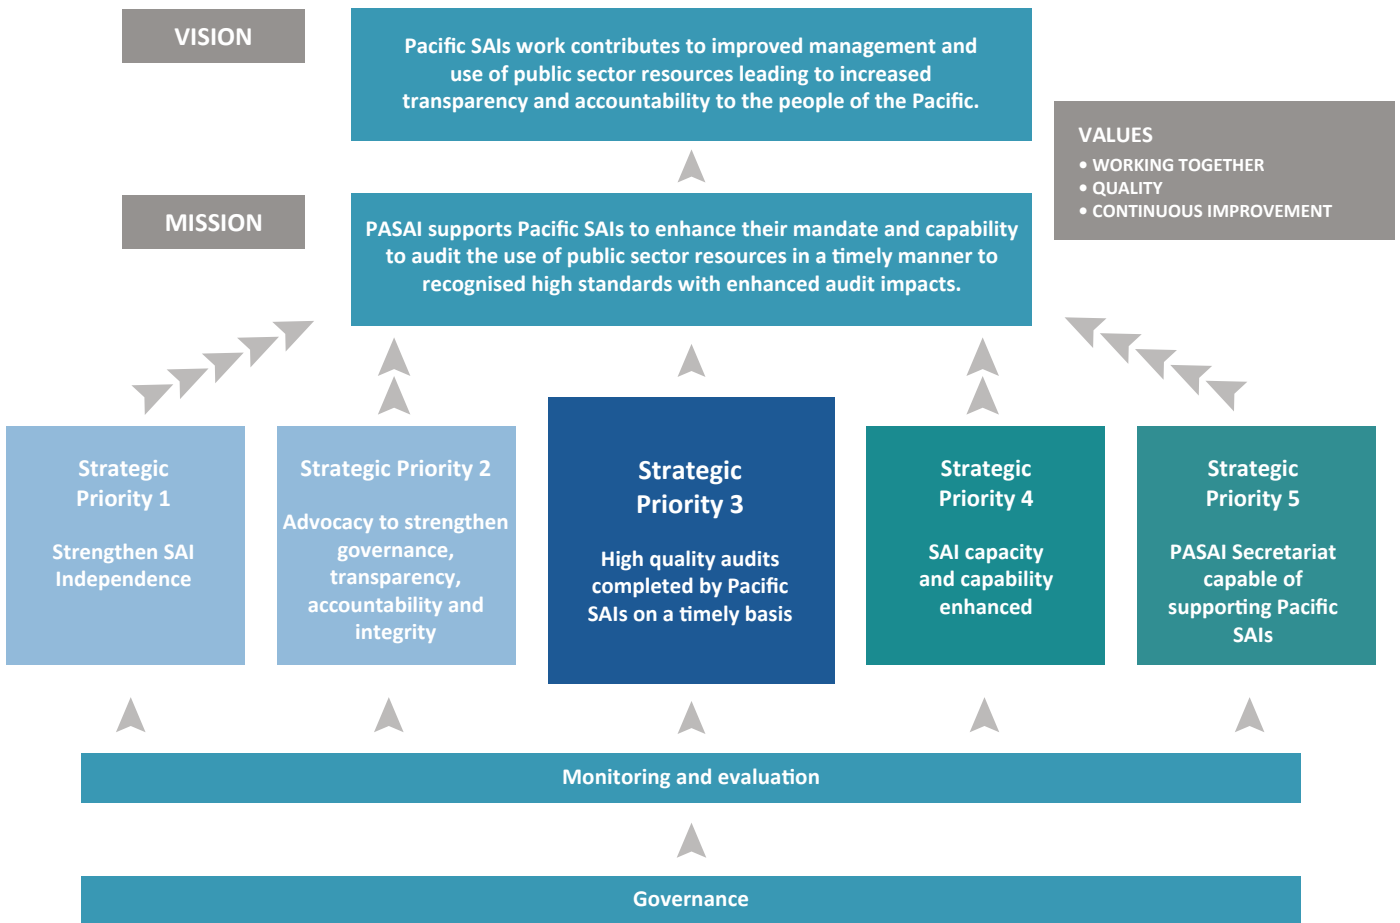 VISION
Pacific SAIs work contributes to improved management and
use of public sector resources leading to increased
transparency and accountability to the people of the Pacific.
VALUES
• WORKING TOGETHER
• QUALITY
• CONTINUOUS IMPROVEMENT
MISSION
PASAI supports Pacific SAIs to enhance their mandate and capability
to audit the use of public sector resources in a timely manner to
recognised high standards with enhanced audit impacts.
Strategic
Priority 1
Strengthen SAI
Independence
Strategic Priority 2
Advocacy to strengthen
governance,
transparency,
accountability and
integrity
Strategic
Priority 3
High quality audits
completed by Pacific
SAIs on a timely basis
Strategic
Priority 4
SAI capacity
and capability
enhanced
Strategic
Priority 5
PASAI Secretariat
capable of
supporting Pacific
SAIs
Monitoring and evaluation
Governance